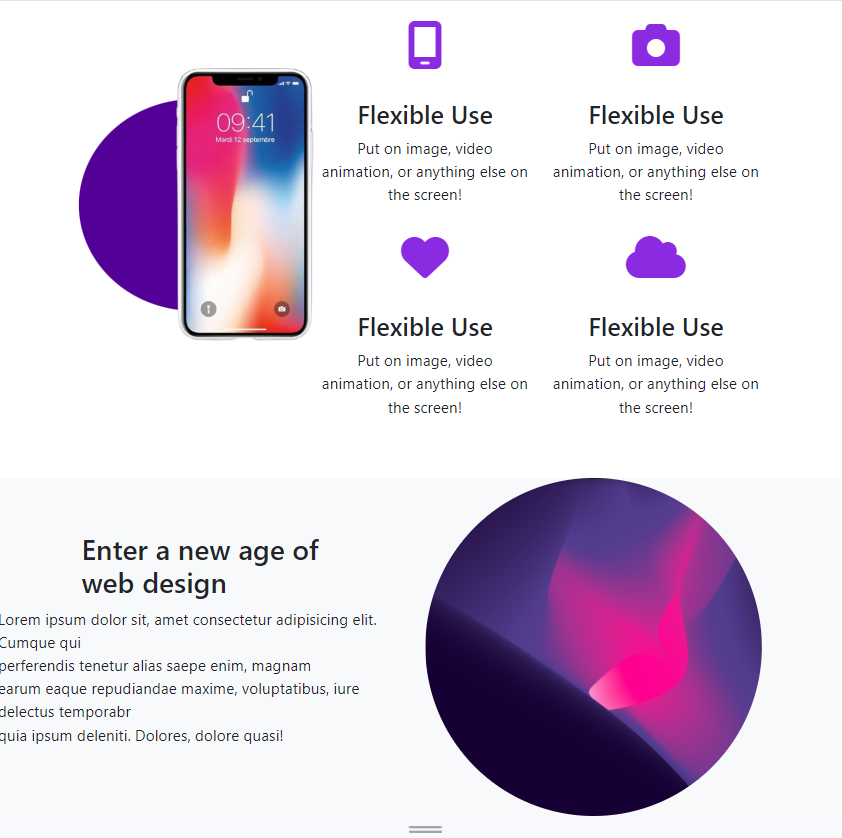 09:41
Mardi 12 septembre
Flexible Use
Put on image, video
animation, or anything else on
the screen!
Flexible Use
Put on image, video
animation, or anything else on
the screen!
Flexible Use
Put on image, video
animation, or anything else on
the screen!
Flexible Use
Put on image, video
animation, or anything else on
the screen!
Enter a new age of
web design
Lorem ipsum dolor sit, amet consectetur adipisicing elit.
Cumque qui
perferendis tenetur alias saepe enim, magnam
earum eaque repudiandae maxime, voluptatibus, iure
delectus temporabr
quia ipsum deleniti. Dolores, dolore quasi!